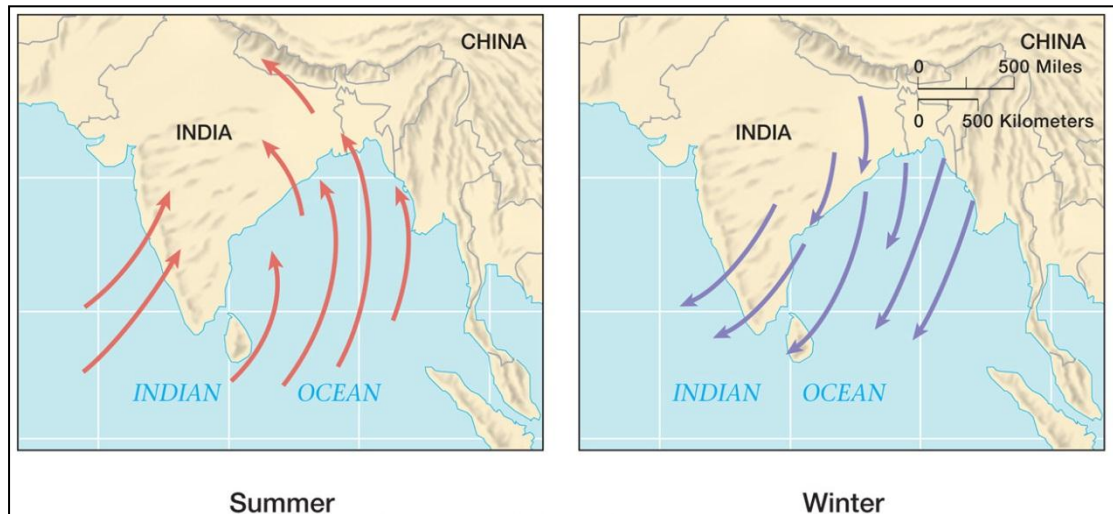 CHINA
INDIA
INDIAN OCEAN
Summer
CHINA
0 500 Miles
0 500 Kilometers
INDIA
INDIAN OCEAN
Winter